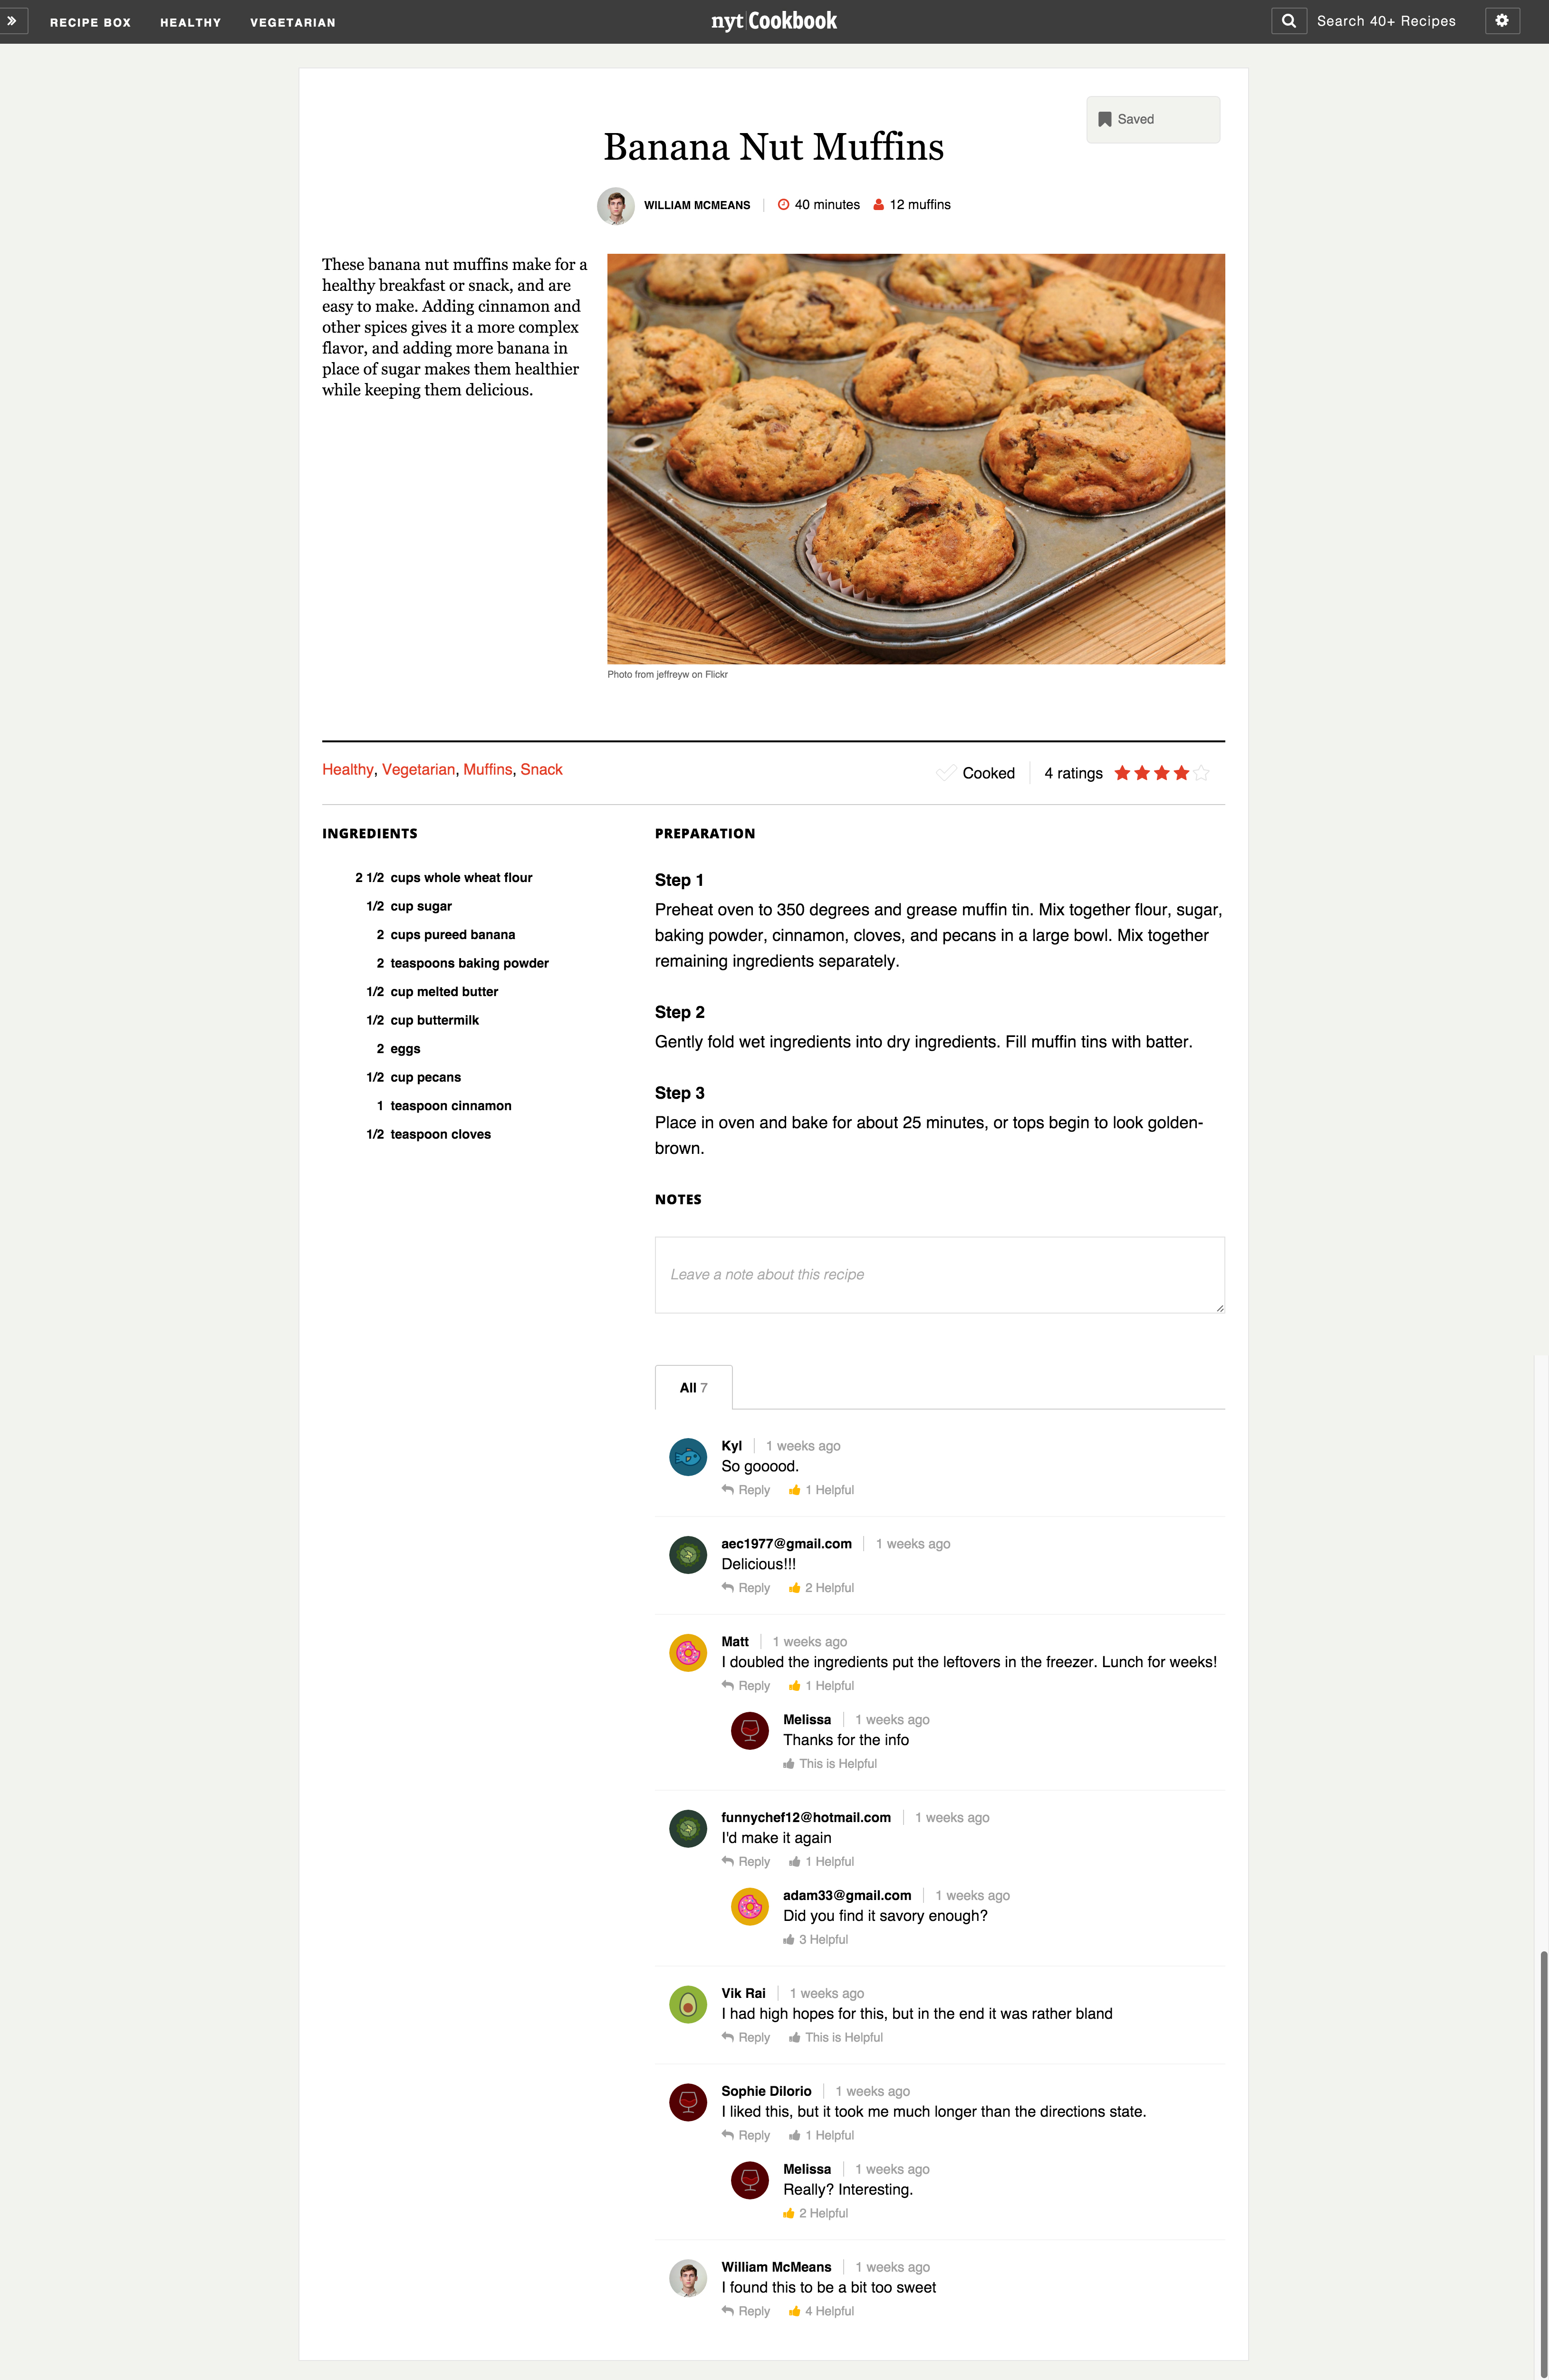 RECIPE BOX HEALTHY VEGETARIAN nyt Cookbook Search 40+ Recipes
Saved
Banana Nut Muffins
WILLIAM MCMEANS 40 minutes 12 muffins
These banana nut muffins make for a
healthy breakfast or snack, and are
easy to make. Adding cinnamon and
other spices gives it a more complex
flavor, and adding more banana in
place of sugar makes them healthier
while keeping them delicious.
Photo from jeffreyw on Flickr
Healthy, Vegetarian, Muffins, Snack
Cooked 4 ratings
INGREDIENTS
2 1/2 cups whole wheat flour
1/2 cup sugar
2 cups pureed banana
2 teaspoons baking powder
1/2 cup melted butter
1/2 cup buttermilk
2 eggs
1/2 cup pecans
1 teaspoon cinnamon
1/2 teaspoon cloves
PREPARATION
Step 1
Preheat oven to 350 degrees and grease muffin tin. Mix together flour, sugar,
baking powder, cinnamon, cloves, and pecans in a large bowl. Mix together
remaining ingredients separately.
Step 2
Gently fold wet ingredients into dry ingredients. Fill muffin tins with batter.
Step 3
Place in oven and bake for about 25 minutes, or tops begin to look golden-
brown.
NOTES
Leave a note about this recipe
All 7
Kyl 1 weeks ago
So gooood.
Reply 1 Helpful
aec1977@gmail.com 1 weeks ago
Delicious!!!
Reply 2 Helpful
Matt 1 weeks ago
I doubled the ingredients put the leftovers in the freezer. Lunch for weeks!
Reply 1 Helpful
Melissa 1 weeks ago
Thanks for the info
This is Helpful
funnychef12@hotmail.com 1 weeks ago
I'd make it again
Reply 1 Helpful
adam33@gmail.com 1 weeks ago
Did you find it savory enough?
3 Helpful
Vik Rai 1 weeks ago
I had high hopes for this, but in the end it was rather bland
Reply This is Helpful
Sophie DiIorio 1 weeks ago
I liked this, but it took me much longer than the directions state.
Reply 1 Helpful
Melissa 1 weeks ago
Really? Interesting.
2 Helpful
William McMeans 1 weeks ago
I found this to be a bit too sweet
Reply 4 Helpful